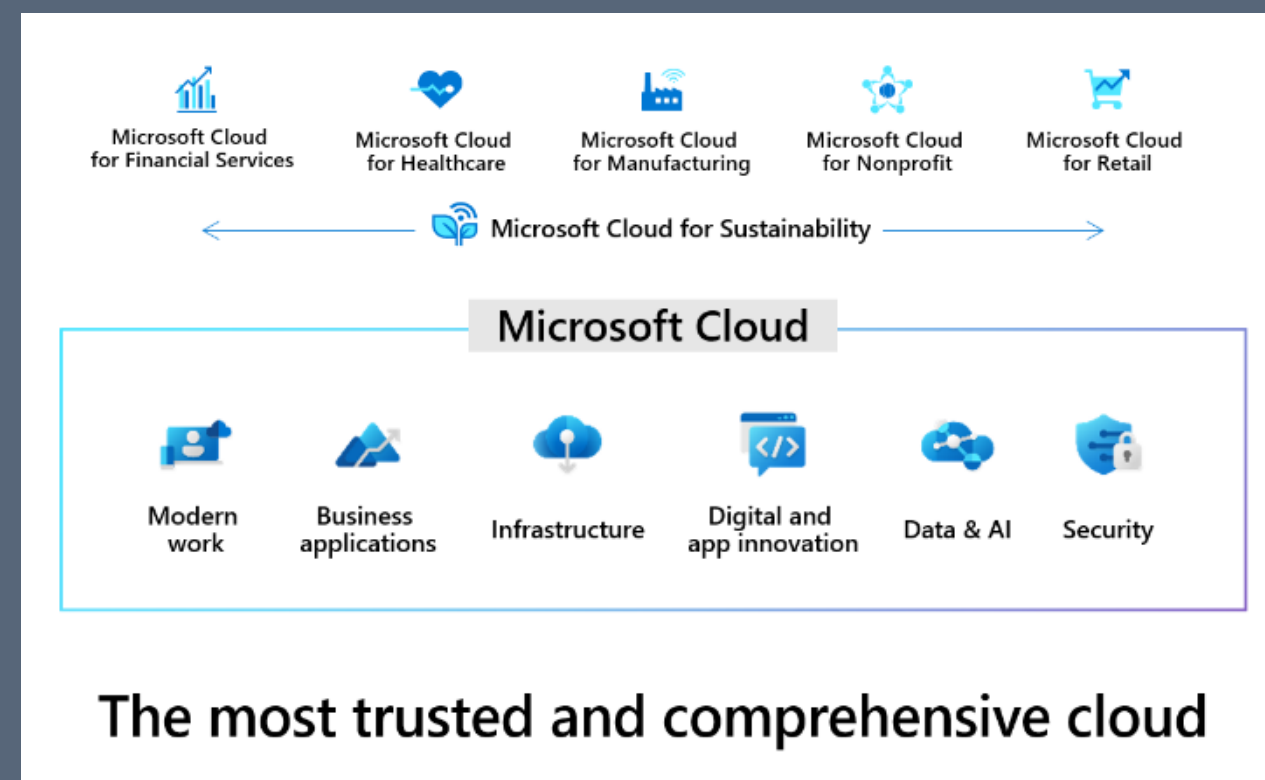 Microsoft Cloud
for Financial Services
Microsoft Cloud
for Healthcare
Microsoft Cloud
for Manufacturing
Microsoft Cloud
for Nonprofit
Microsoft Cloud
for Retail
Microsoft Cloud for Sustainability
Microsoft Cloud
Modern
work
Business
applications
Infrastructure
</>
Digital and
app innovation
Data & AI
Security
The most trusted and comprehensive cloud